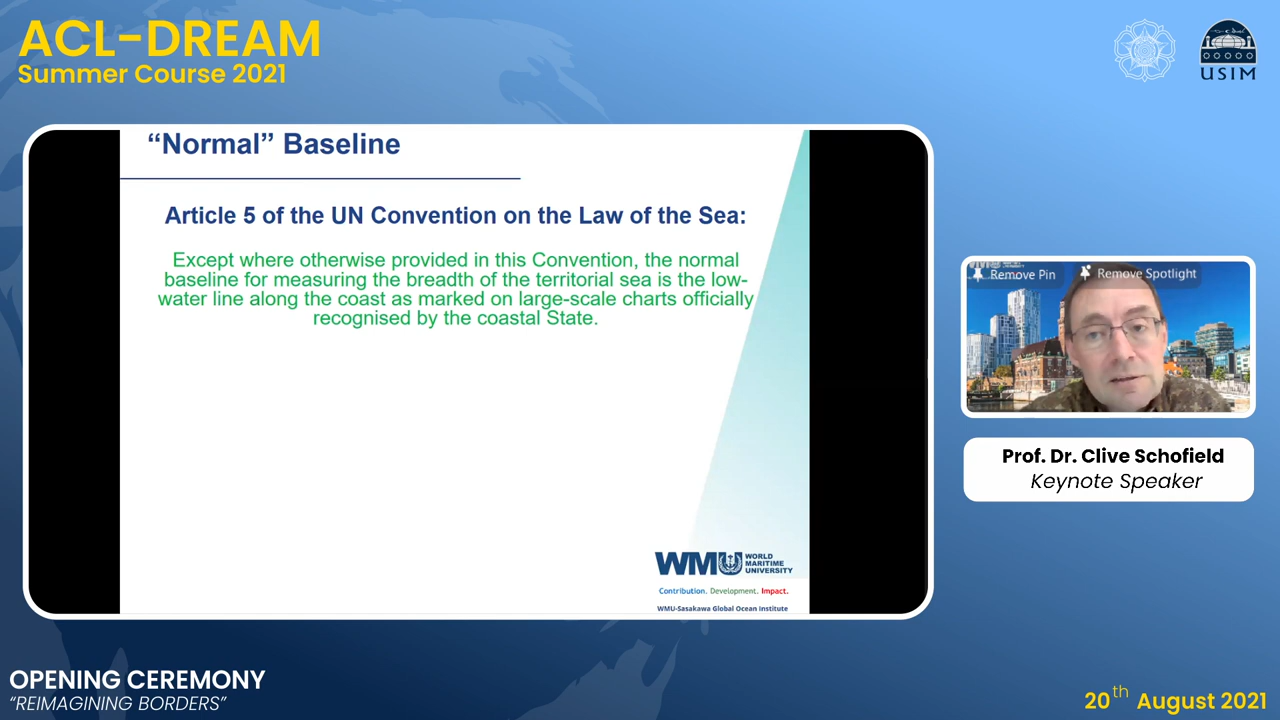 ACL-DREAM
Summer Course 2021
USIM
“Normal” Baseline
Article 5 of the UN Convention on the Law of the Sea:
Except where otherwise provided in this Convention, the normal
baseline for measuring the breadth of the territorial sea is the low-
water line along the coast as marked on large-scale charts officially
recognised by the coastal State.
WMU WORLD
MARITIME
UNIVERSITY
Contribution. Development. Impact.
WMU-Sasakawa Global Ocean Institute
Remove Pin
Remove Spotlight
Prof. Dr. Clive Schofield
Keynote Speaker
OPENING CEREMONY
“REIMAGINING BORDERS”
20th August 2021